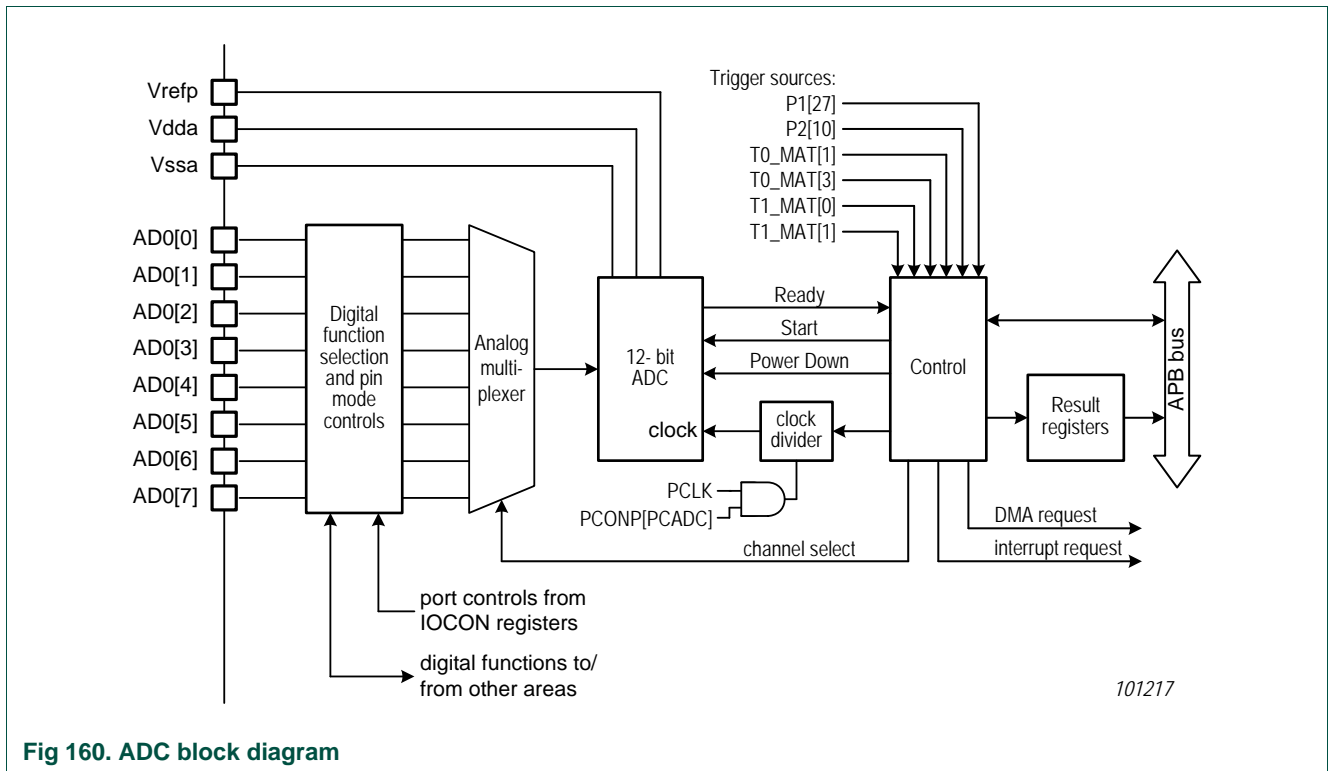 Vrefp
Vdda
Vssa
AD0[0]
AD0[1]
AD0[2]
AD0[3]
AD0[4]
AD0[5]
AD0[6]
AD0[7]
Digital
function
selection
and pin
mode
controls
Analog
multi-
plexer
12- bit
ADC
clock
Trigger sources:
P1[27]
P2[10]
T0_MAT[1]
T0_MAT[3]
T1_MAT[0]
T1_MAT[1]
Ready
Start
Power Down
clock
divider
PCLK
PCONP[PCADC]
channel select
Control
Result
registers
APB bus
DMA request
interrupt request
port controls from
IOCON registers
digital functions to/
from other areas
101217
Fig 160. ADC block diagram